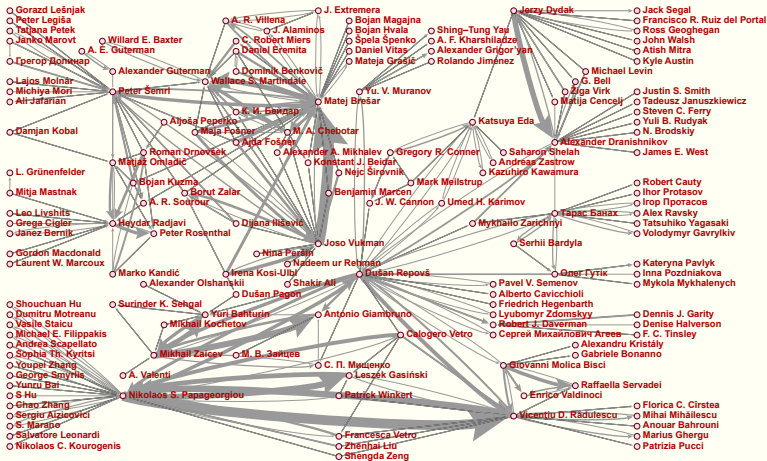 Gorazd Lešnjak
Peter Legiša
Tatjana Petek
Janko Marovt
Willard E. Baxter
A. E. Guterman
Грегор Долинар
Alexander Guterman
Lajos Molnár
Michiya Mori
Peter Šemrl
Ali Jafarian
Damjan Kobal
L. Grünenfelder
Mitja Mastnak
Leo Livshits
Grega Cigler
Janez Bernik
Gordon Macdonald
Laurent W. Marcoux
A. R. Villena
J. Alaminos
C. Robert Miers
Daniel Eremita
Dominik Benkovič
Wallace S. Martindale
К. И. Бейдар
Aljoša Peperko
Maja Fošner
Ajda Fošner
Roman Drnovšek
Matjaž Omladič
Bojan Kuzma
Borut Zalar
A. R. Sourour
Heydar Radjavi
Peter Rosenthal
Dijana Ilišević
Marko Kandić
Alexander Olshanskii
Irena Kosi-Ulbl
Nina Peršin
Nadeem ur Rehman
Shakir Ali
Dušan Pagon
J. Extremera
Bojan Magajna
Bojan Hvala
Špela Špenko
Daniel Vitas
Mateja Grašič
Matej Brešar
M. A. Chebotar
Alexander A. Mikhalev
Konstant J. Beidar
Nejc Širovnik
Benjamin Marcen
Joso Vukman
Shing−Tung Yau
A. F. Kharshiladze
Alexander Grigor'yan
Rolando Jiménez
Yu. V. Muranov
Katsuya Eda
Gregory R. Conner
Mark Meilstrup
J. W. Cannon
Umed H. Karimov
Saharon Shelah
Andreas Zastrow
Kazuhiro Kawamura
Jerzy Dydak
Michael Levin
G. Bell
Žiga Virk
Matija Cencelj
Alexander Dranishnikov
Jack Segal
Francisco R. Ruiz del Portal
Ross Geoghegan
John Walsh
Atish Mitra
Kyle Austin
Justin S. Smith
Tadeusz Januszkiewicz
Steven C. Ferry
Yuli B. Rudyak
N. Brodskiy
James E. West
Robert Cauty
Ihor Protasov
Ігор Протасов
Alex Ravsky
Tatsuhiko Yagasaki
Volodymyr Gavrylkiv
Тарас Банах
Mykhailo Zarichnyi
Serhii Bardyla
Олег Гутік
Kateryna Pavlyk
Inna Pozdniakova
Mykola Mykhalenych
Dušan Repovš
Pavel V. Semenov
Alberto Cavicchioli
Friedrich Hegenbarth
Lyubomyr Zdomskyy
Robert J. Daverman
Сергей Михайлович Агеев
Dennis J. Garity
Denise Halverson
F. C. Tinsley
Shouchuan Hu
Dumitru Motreanu
Vasile Staicu
Michael E. Filippakis
Andrea Scapellato
Sophia Th. Kyritsi
Youpei Zhang
George Smyrlis
Yunru Bai
S Hu
Chao Zhang
Sergiu Aizicovici
S. Marano
Salvatore Leonardi
Nikolaos C. Kourogenis
Surinder K. Sehgal
Yuri Bahturin
Mikhail Kochetov
Mikhail Zaicev
М. В. Зайцев
A. Valenti
Nikolaos S. Papageorgiou
Antonio Giambruno
Calogero Vetro
С. П. Мищенко
Leszek Gasiński
Patrick Winkert
Francesca Vetro
Zhenhai Liu
Shengda Zeng
Alexandru Kristály
Gabriele Bonanno
Giovanni Molica Bisci
Raffaella Servadei
Enrico Valdinoci
Vicenţiu D. Rădulescu
Florica C. Cîrstea
Mihai Mihăilescu
Anouar Bahrouni
Marius Ghergu
Patrizia Pucci